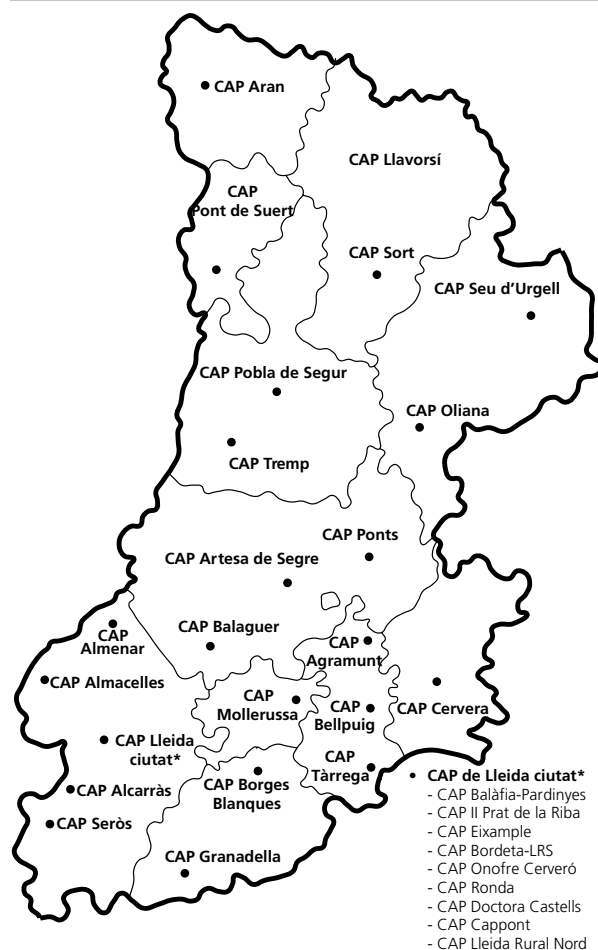 CAP Aran
CAP Llavorsí
CAP
Pont de Suert
CAP Sort
CAP Seu d’Urgell
CAP Pobla de Segur
CAP Oliana
CAP Tremp
CAP Ponts
CAP Artesa de Segre
CAP Balaguer
CAP
Almenar
CAP
Agramunt
CAP Almacelles
CAP
Mollerussa
CAP
Bellpuig
CAP Cervera
CAP Lleida
ciutat*
CAP
Tàrrega
CAP Alcarràs
CAP Borges
Blanques
CAP Seròs
CAP Granadella
• CAP de Lleida ciutat*
- CAP Balàfia-Pardinyes
- CAP II Prat de la Riba
- CAP Eixample
- CAP Bordeta-LRS
- CAP Onofre Cerveró
- CAP Ronda
- CAP Doctora Castells
- CAP Cappont
- CAP Lleida Rural Nord